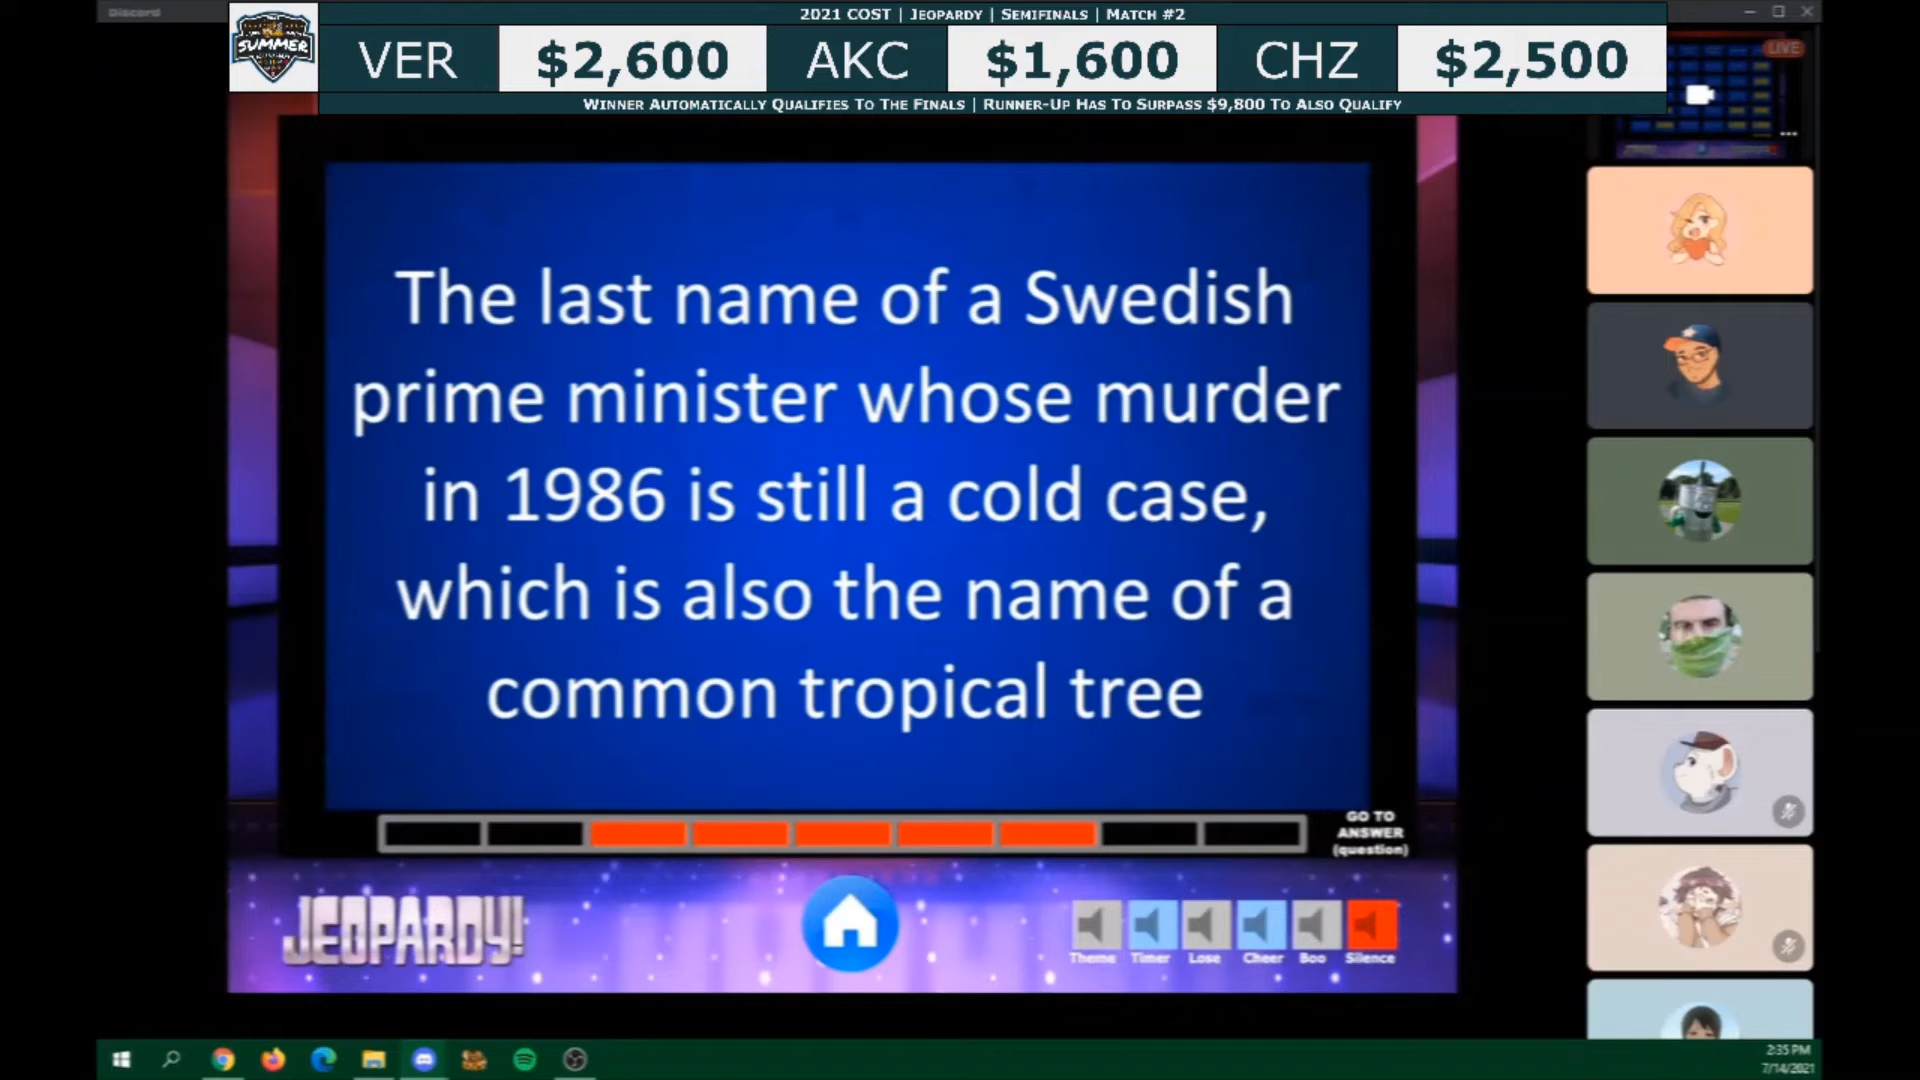 Discord
2021 COST | JEOPARDY | SEMIFINALS | MATCH #2
SUMMER
VER $2,600 AKC $1,600 CHZ $2,500
LIVE
WINNER AUTOMATICALLY QUALIFIES TO THE FINALS | RUNNER-UP HAS TO SURPASS $9,800 TO ALSO QUALIFY
The last name of a Swedish
prime minister whose murder
in 1986 is still a cold case,
which is also the name of a
common tropical tree
GO TO
ANSWER
(question)
JEOPARDY!
Theme Timer Lose Cheer Boo Silence
2:35 PM
7/14/2021